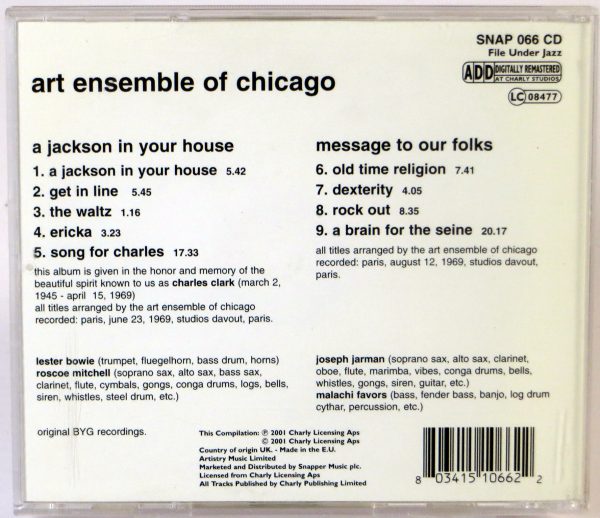 SNAP 066 CD
File Under Jazz
ADD DIGITALLY REMASTERED
AT CHARLY STUDIOS
LC 08477
art ensemble of chicago
a jackson in your house
1. a jackson in your house 5.42
2. get in line 5.45
3. the waltz 1.16
4. ericka 3.23
5. song for charles 17.33
this album is given in the honor and memory of the
beautiful spirit known to us as charles clark (march 2,
1945 - april 15, 1969)
all titles arranged by the art ensemble of chicago
recorded: paris, june 23, 1969, studios davout, paris.
message to our folks
6. old time religion 7.41
7. dexterity 4.05
8. rock out 8.35
9. a brain for the seine 20.17
all titles arranged by the art ensemble of chicago
recorded: paris, august 12, 1969, studios davout,
paris.
lester bowie (trumpet, fluegelhorn, bass drum, horns)
roscoe mitchell (soprano sax, alto sax, bass sax,
clarinet, flute, cymbals, gongs, conga drums, logs, bells,
siren, whistles, steel drum, etc.)
joseph jarman (soprano sax, alto sax, clarinet,
oboe, flute, marimba, vibes, conga drums, bells,
whistles, gongs, siren, guitar, etc.)
malachi favors (bass, fender bass, banjo, log drum
cythar, percussion, etc.)
original BYG recordings.
This Compilation: ℗ 2001 Charly Licensing Aps
© 2001 Charly Licensing Aps
Country of origin UK. - Made in the E.U.
Artistry Music Limited
Marketed and Distributed by Snapper Music plc.
Licensed from Charly Licensing Aps
All Tracks Published by Charly Publishing Limited
8 03415 10662 2